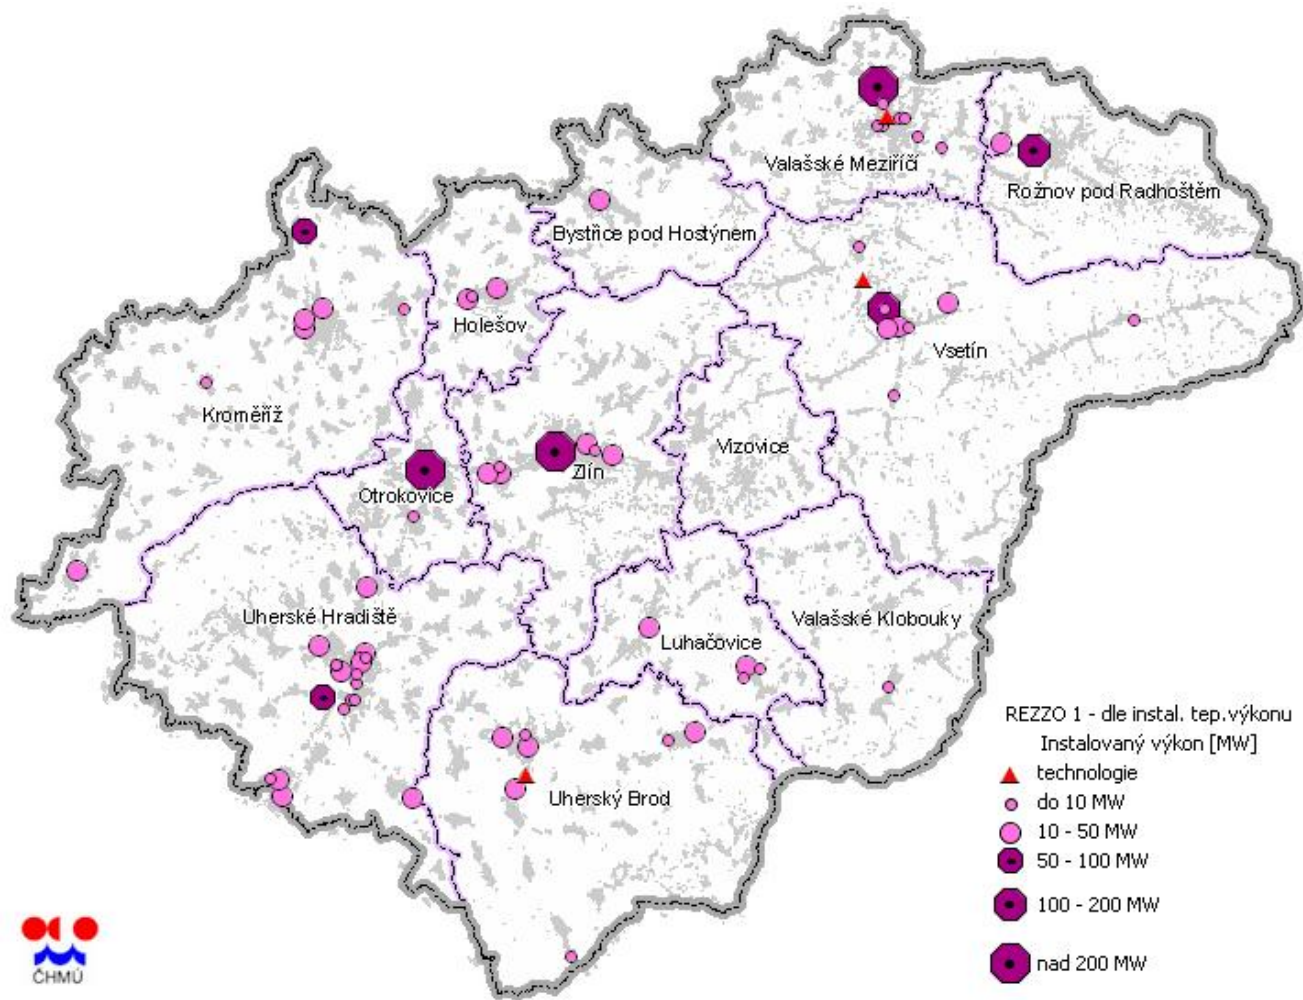 Valašské Meziříčí
Rožnov pod Radhoštěm
Bystřice pod Hostýnem
Holešov
Vsetín
Kroměříž
Vizovice
Zlín
Otrokovice
Uherské Hradiště
Valašské Klobouky
Luhačovice
Uherský Brod
REZZO 1 - dle instal. tep.výkonu
Instalovaný výkon [MW]
technologie
do 10 MW
10 - 50 MW
50 - 100 MW
100 - 200 MW
nad 200 MW
ČHMÚ